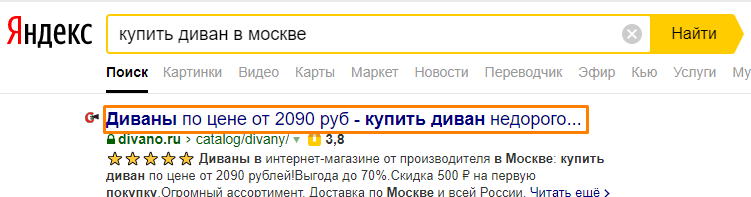 Яндекс купить диван в москве Найти
Поиск Картинки Видео Карты Маркет Новости Переводчик Эфир Кью Услуги Му
Диваны по цене от 2090 руб - купить диван недорого...
divano.ru › catalog/divany/ 3,8
Диваны в интернет-магазине от производителя в Москве: купить
диван по цене от 2090 рублей!Выгода до 70%.Скидка 500 ₽ на первую
покупку.Огромный ассортимент. Доставка по Москве и всей России. Читать ещё >